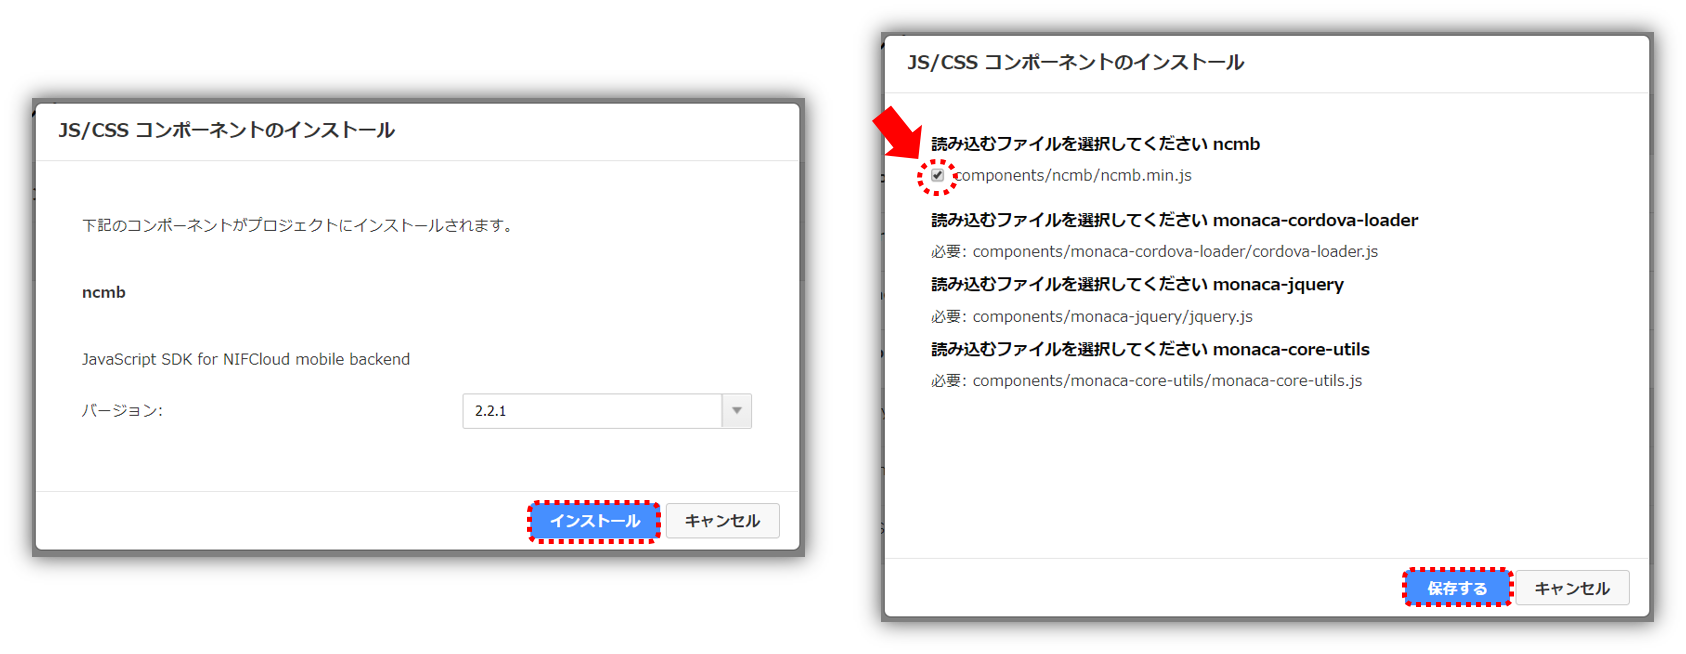 JS/CSS コンポーネントのインストール
下記のコンポーネントがプロジェクトにインストールされます。
ncmb
JavaScript SDK for NIFCloud mobile backend
バージョン:
2.2.1
インストール
キャンセル
JS/CSS コンポーネントのインストール
読み込むファイルを選択してください ncmb
components/ncmb/ncmb.min.js
読み込むファイルを選択してください monaca-cordova-loader
必要: components/monaca-cordova-loader/cordova-loader.js
読み込むファイルを選択してください monaca-jquery
必要: components/monaca-jquery/jquery.js
読み込むファイルを選択してください monaca-core-utils
必要: components/monaca-core-utils/monaca-core-utils.js
保存する
キャンセル